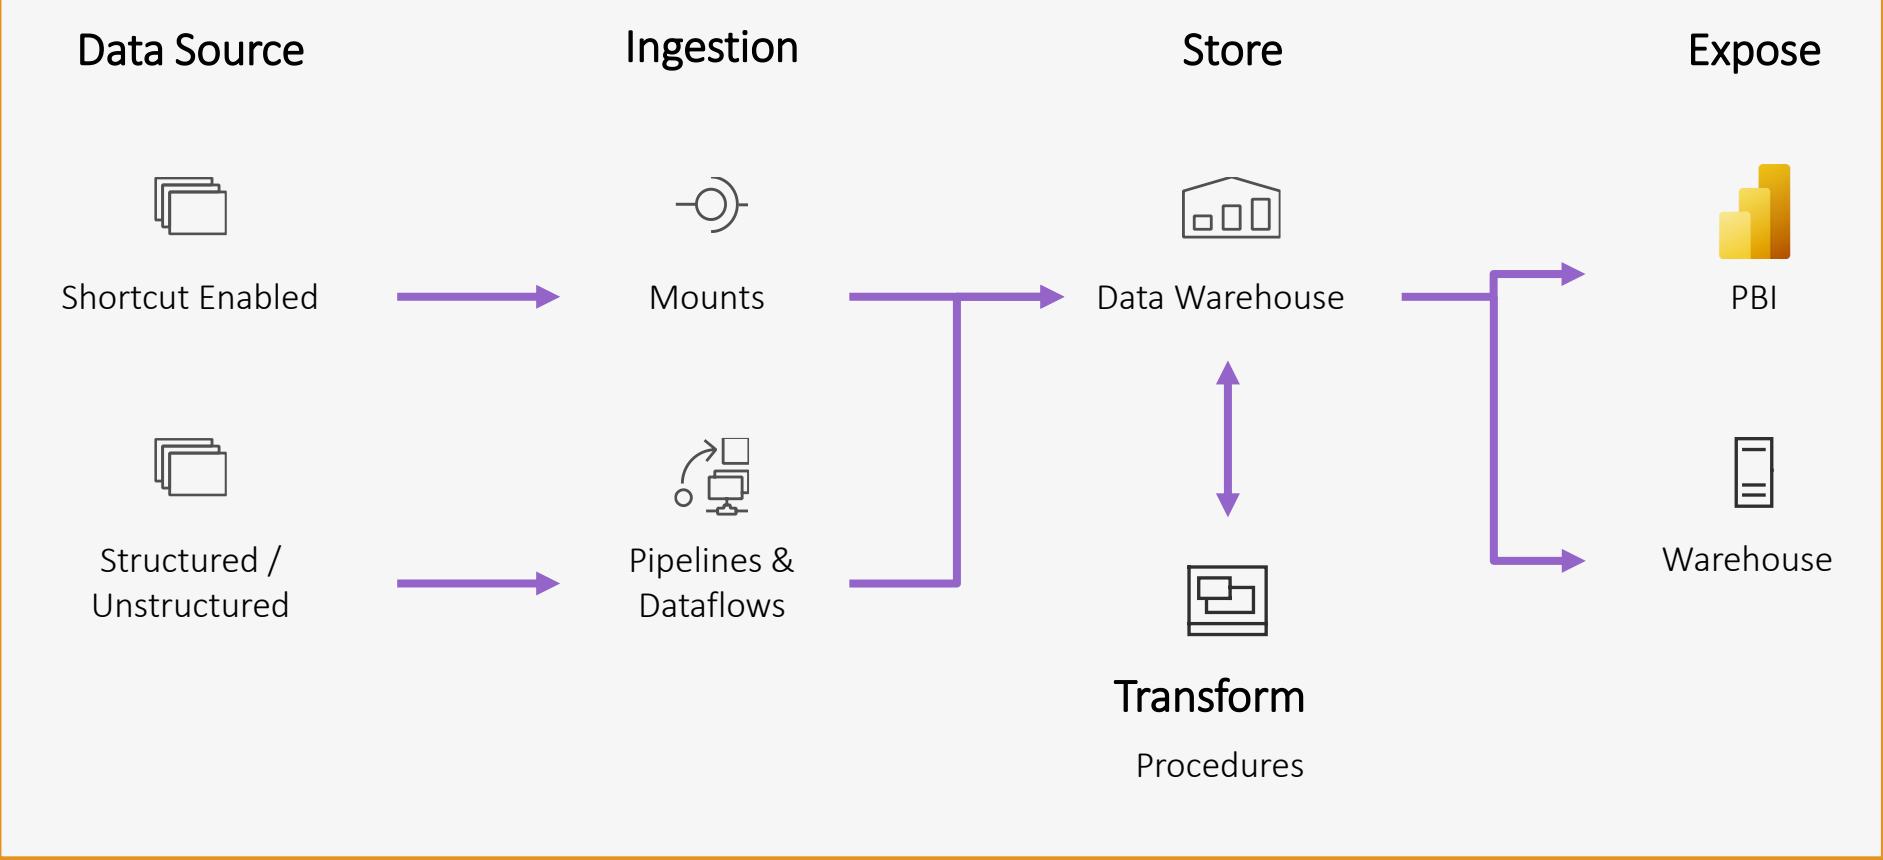 Data Source
Ingestion
Store
Expose
Shortcut Enabled
Mounts
Data Warehouse
PBI
Structured /
Unstructured
Pipelines &
Dataflows
Warehouse
Transform
Procedures